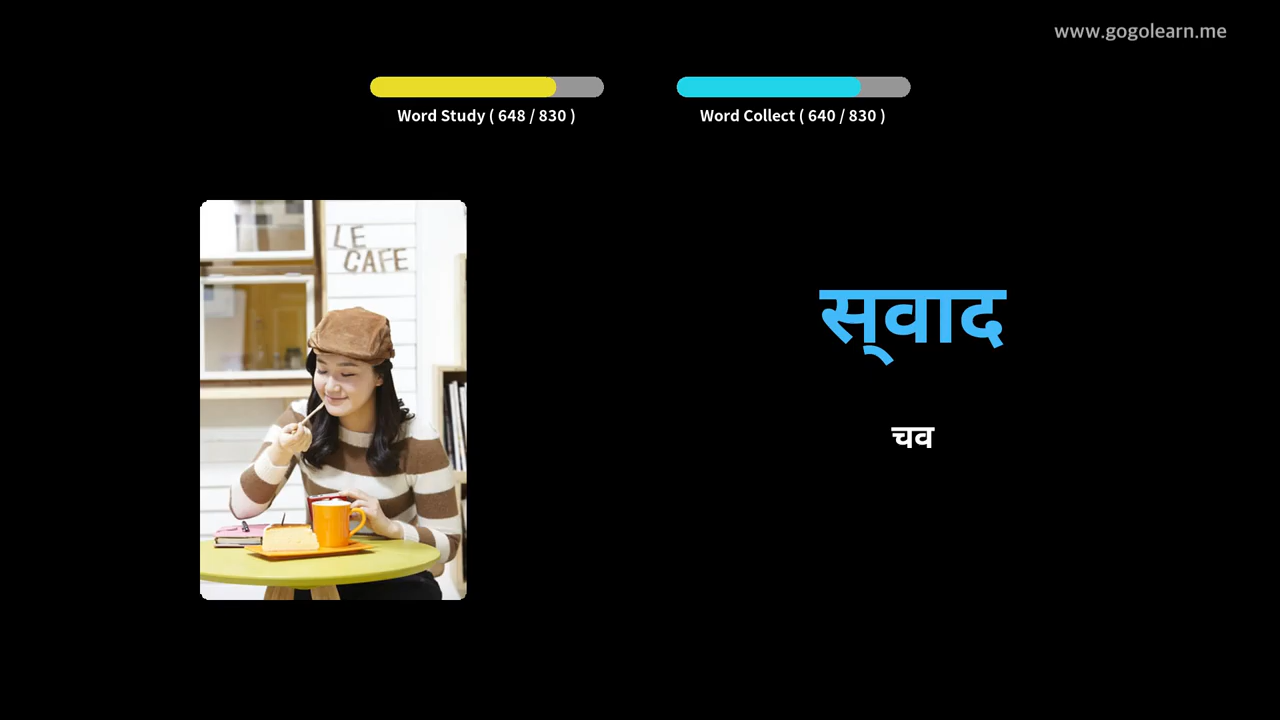 www.gogolearn.me
Word Study ( 648 / 830 )
Word Collect ( 640 / 830 )
LE
CAFE
स्‌वाद
चव